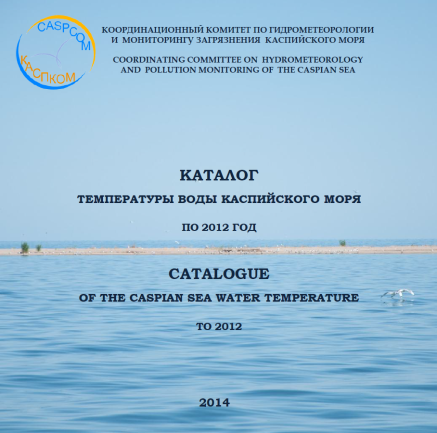 CASPCOM
КАСПКОМ
КООРДИНАЦИОННЫЙ КОМИТЕТ ПО ГИДРОМЕТЕОРОЛОГИИ
И МОНИТОРИНГУ ЗАГРЯЗНЕНИЯ КАСПИЙСКОГО МОРЯ
COORDINATING COMMITTEE ON HYDROMETEOROLOGY
AND POLLUTION MONITORING OF THE CASPIAN SEA
КАТАЛОГ
ТЕМПЕРАТУРЫ ВОДЫ КАСПИЙСКОГО МОРЯ
ПО 2012 ГОД
CATALOGUE
OF THE CASPIAN SEA WATER TEMPERATURE
TO 2012
2014